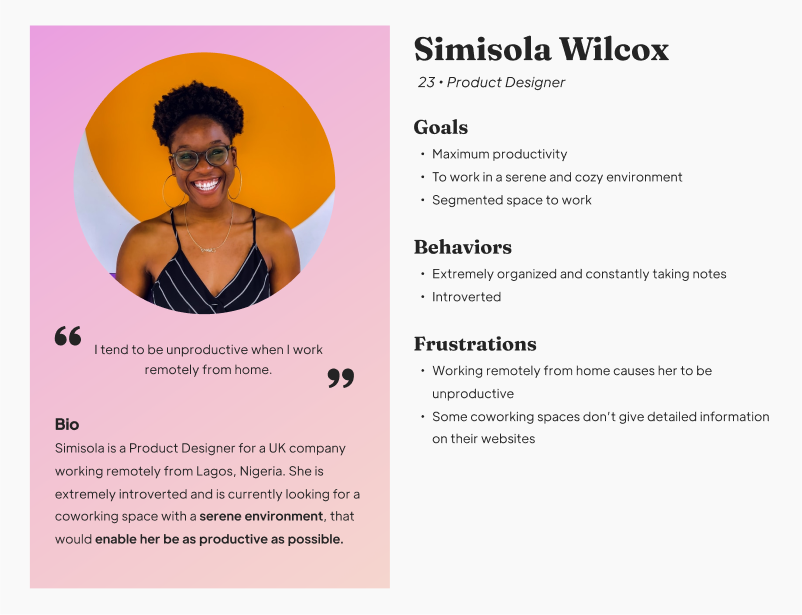 Simisola Wilcox
23 • Product Designer
Goals
• Maximum productivity
• To work in a serene and cozy environment
• Segmented space to work
Behaviors
• Extremely organized and constantly taking notes
• Introverted
Frustrations
• Working remotely from home causes her to be
unproductive
• Some coworking spaces don’t give detailed information
on their websites
“ I tend to be unproductive when I work
remotely from home. ”
Bio
Simisola is a Product Designer for a UK company
working remotely from Lagos, Nigeria. She is
extremely introverted and is currently looking for a
coworking space with a serene environment, that
would enable her be as productive as possible.